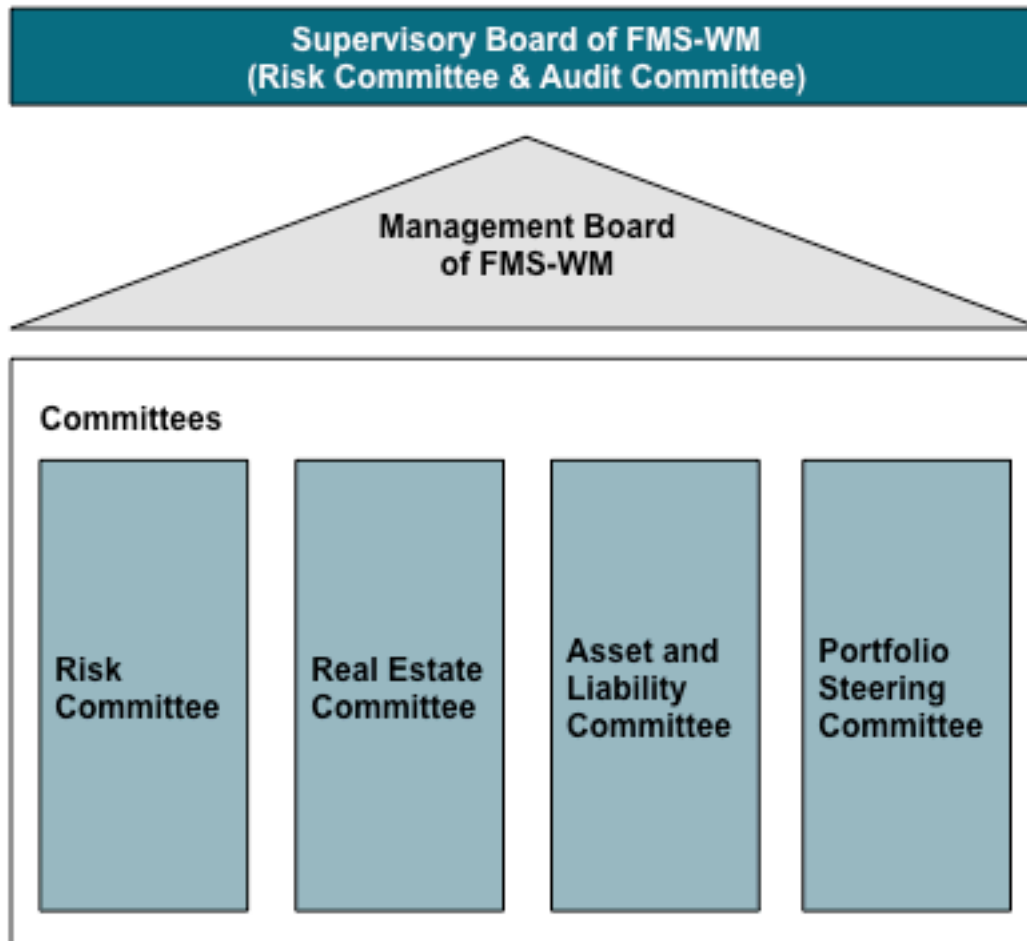 Supervisory Board of FMS-WM
(Risk Committee & Audit Committee)
Management Board
of FMS-WM
Committees
Risk
Committee
Real Estate
Committee
Asset and
Liability
Committee
Portfolio
Steering
Committee